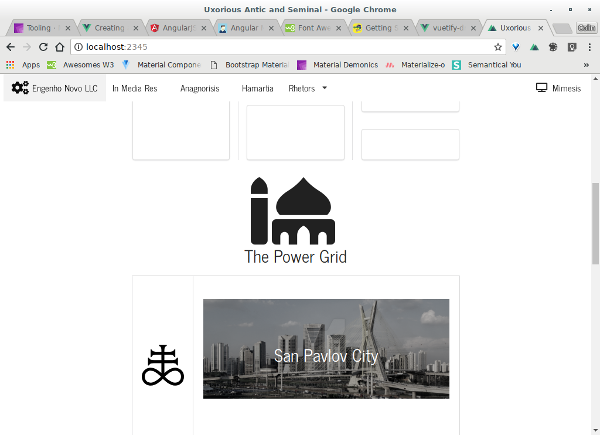 Uxorious Antic and Seminal - Google Chrome
Tooling
Creating
AngularJ
Angular
Font Awe
Getting S
vuetify-d
Uxorious
localhost:2345
Apps
Awesomes W3
Material Compone
Bootstrap Material
Material Demonics
Materialize-o
Semantical You
»
Engenho Novo LLC
In Media Res
Anagnorisis
Hamartia
Rhetors
Mimesis
The Power Grid
San Pavlov City